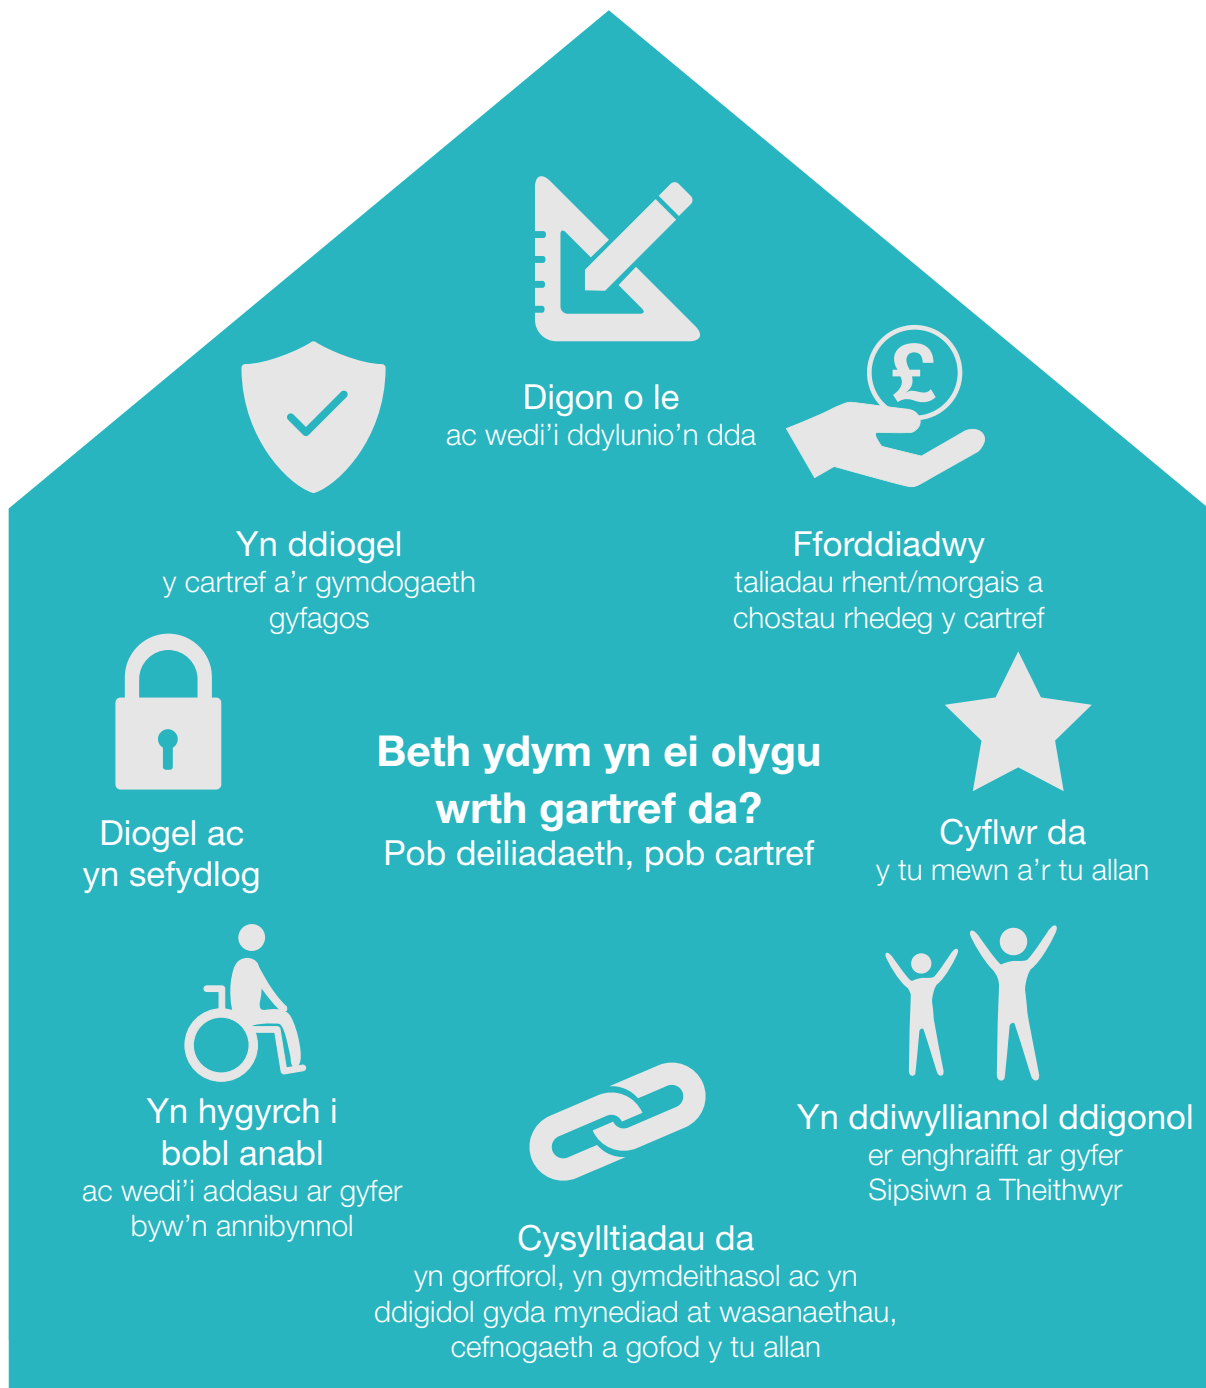 Digon o le
ac wedi’i ddylunio’n dda
Yn ddiogel
y cartref a’r gymdogaeth
gyfagos
£
Fforddiadwy
taliadau rhent/morgais a
chostau rhedeg y cartref
Beth ydym yn ei olygu
wrth gartref da?
Pob deiliadaeth, pob cartref
Diogel ac
yn sefydlog
Cyflwr da
y tu mewn a’r tu allan
Yn hygyrch i
bobl anabl
ac wedi’i addasu ar gyfer
byw’n annibynnol
Yn ddiwylliannol ddigonol
er enghraifft ar gyfer
Sipsiwn a Theithwyr
Cysylltiadau da
yn gorfforol, yn gymdeithasol ac yn
ddigidol gyda mynediad at wasanaethau,
cefnogaeth a gofod y tu allan